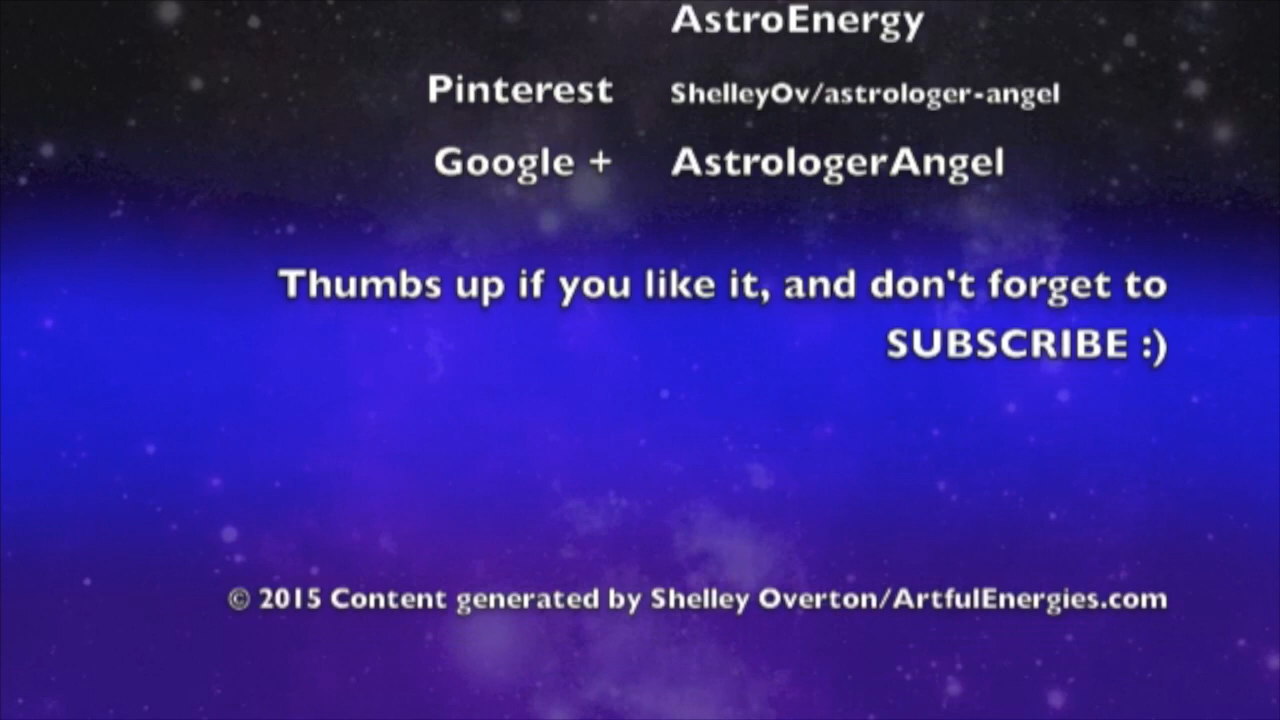 AstroEnergy
Pinterest ShelleyOv/astrologer-angel
Google + AstrologerAngel
Thumbs up if you like it, and don't forget to
SUBSCRIBE :)
© 2015 Content generated by Shelley Overton/ArtfulEnergies.com